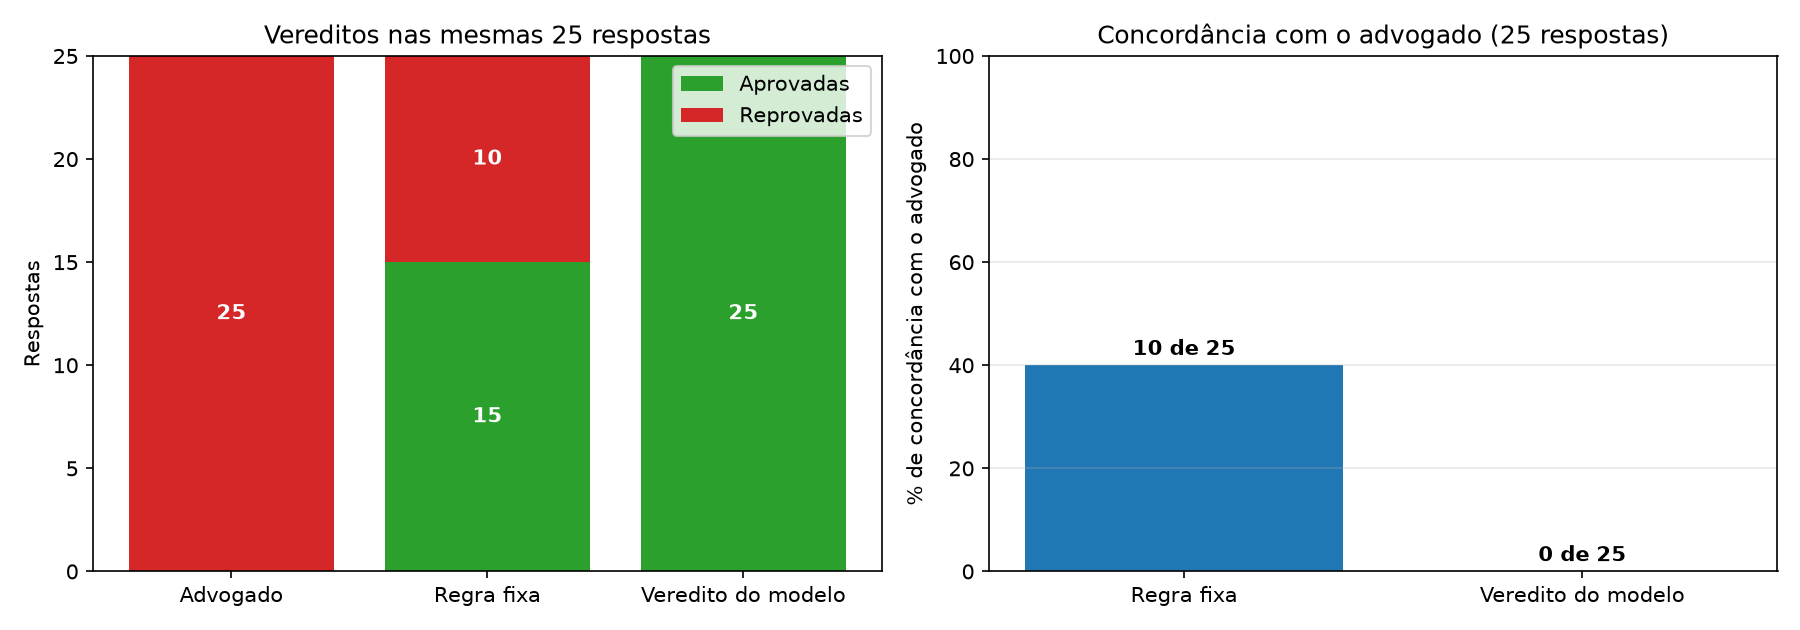 Vereditos nas mesmas 25 respostas
Respostas
25
20
15
10
5
0
Aprovadas
Reprovadas
25
10
15
25
Advogado
Regra fixa
Veredito do modelo
Concordância com o advogado (25 respostas)
% de concordância com o advogado
100
80
60
40
20
0
10 de 25
0 de 25
Regra fixa
Veredito do modelo